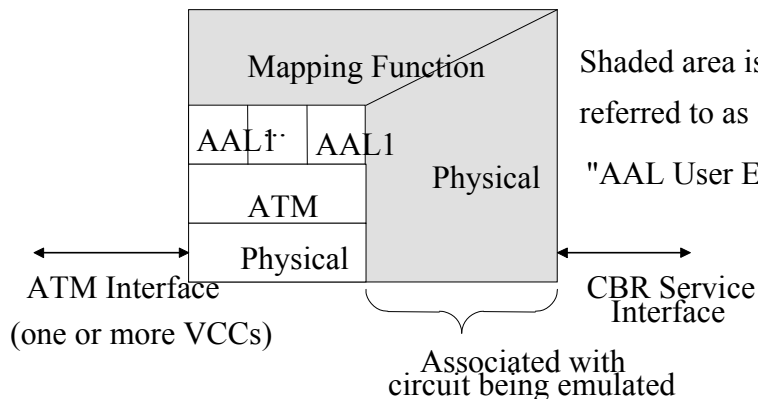 Mapping Function
Shaded area is
referred to as
"AAL User E
AAL1 ... AAL1
Physical
ATM
Physical
ATM Interface
(one or more VCCs)
CBR Service
Interface
Associated with
circuit being emulated